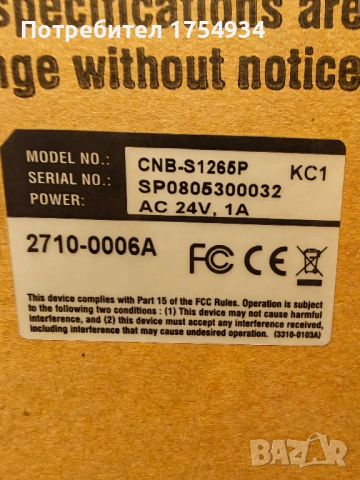 Потребител 1754934
specifications are
nge without notice
MODEL NO.: CNB-S1265P KC1
SERIAL NO.: SP0805300032
POWER: AC 24V, 1A
2710-0006A FC CE
This device complies with Part 15 of the FCC Rules. Operation is subject
to the following two conditions : (1) This device may not cause harmful
interference, and (2) this device must accept any interference received,
including interference that may cause undesired operation. (3310-0103A)
BAZAR